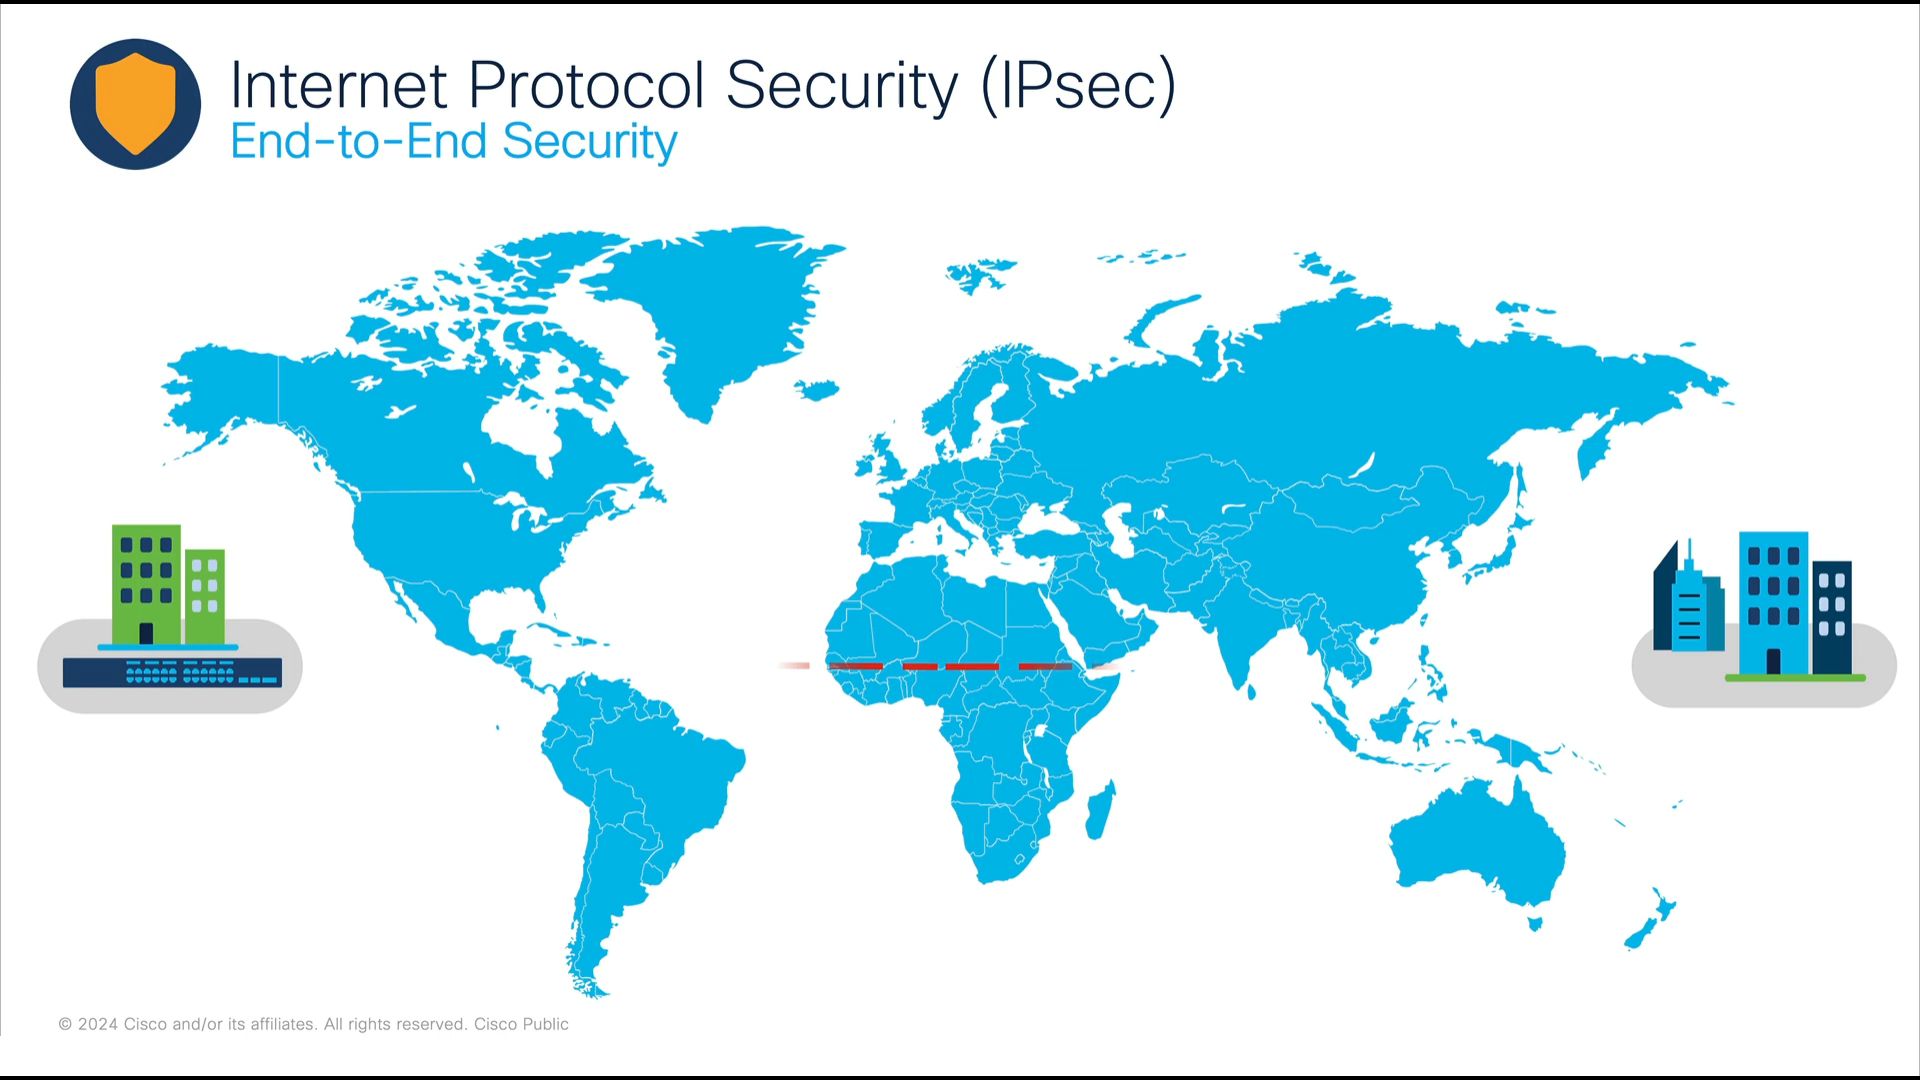 Internet Protocol Security (IPsec)
End-to-End Security
© 2024 Cisco and/or its affiliates. All rights reserved. Cisco Public